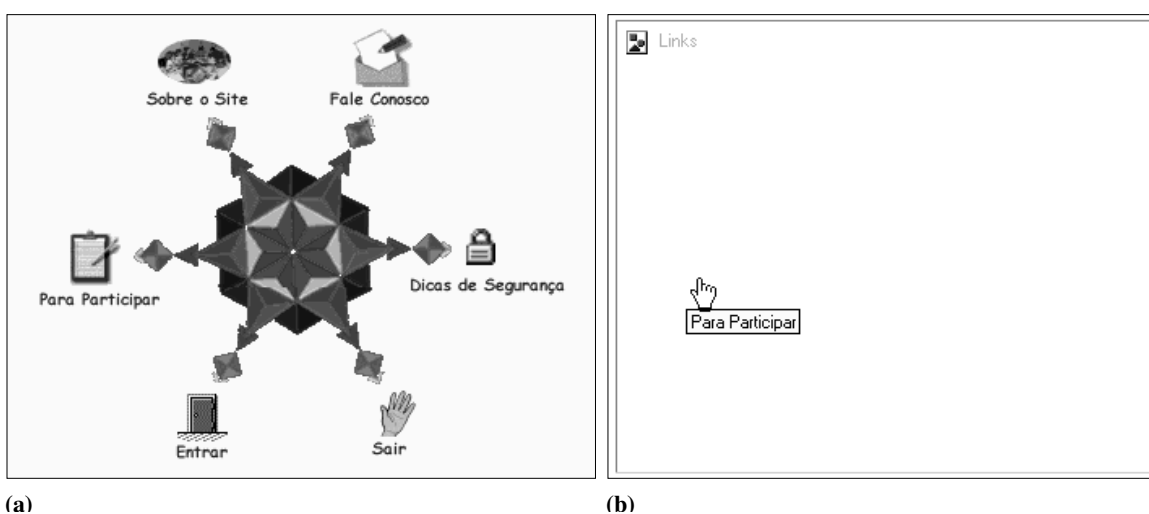 Sobre o Site
Fale Conosco
Para Participar
Dicas de Segurança
Entrar
Sair
(a)
Links
Para Participar
(b)